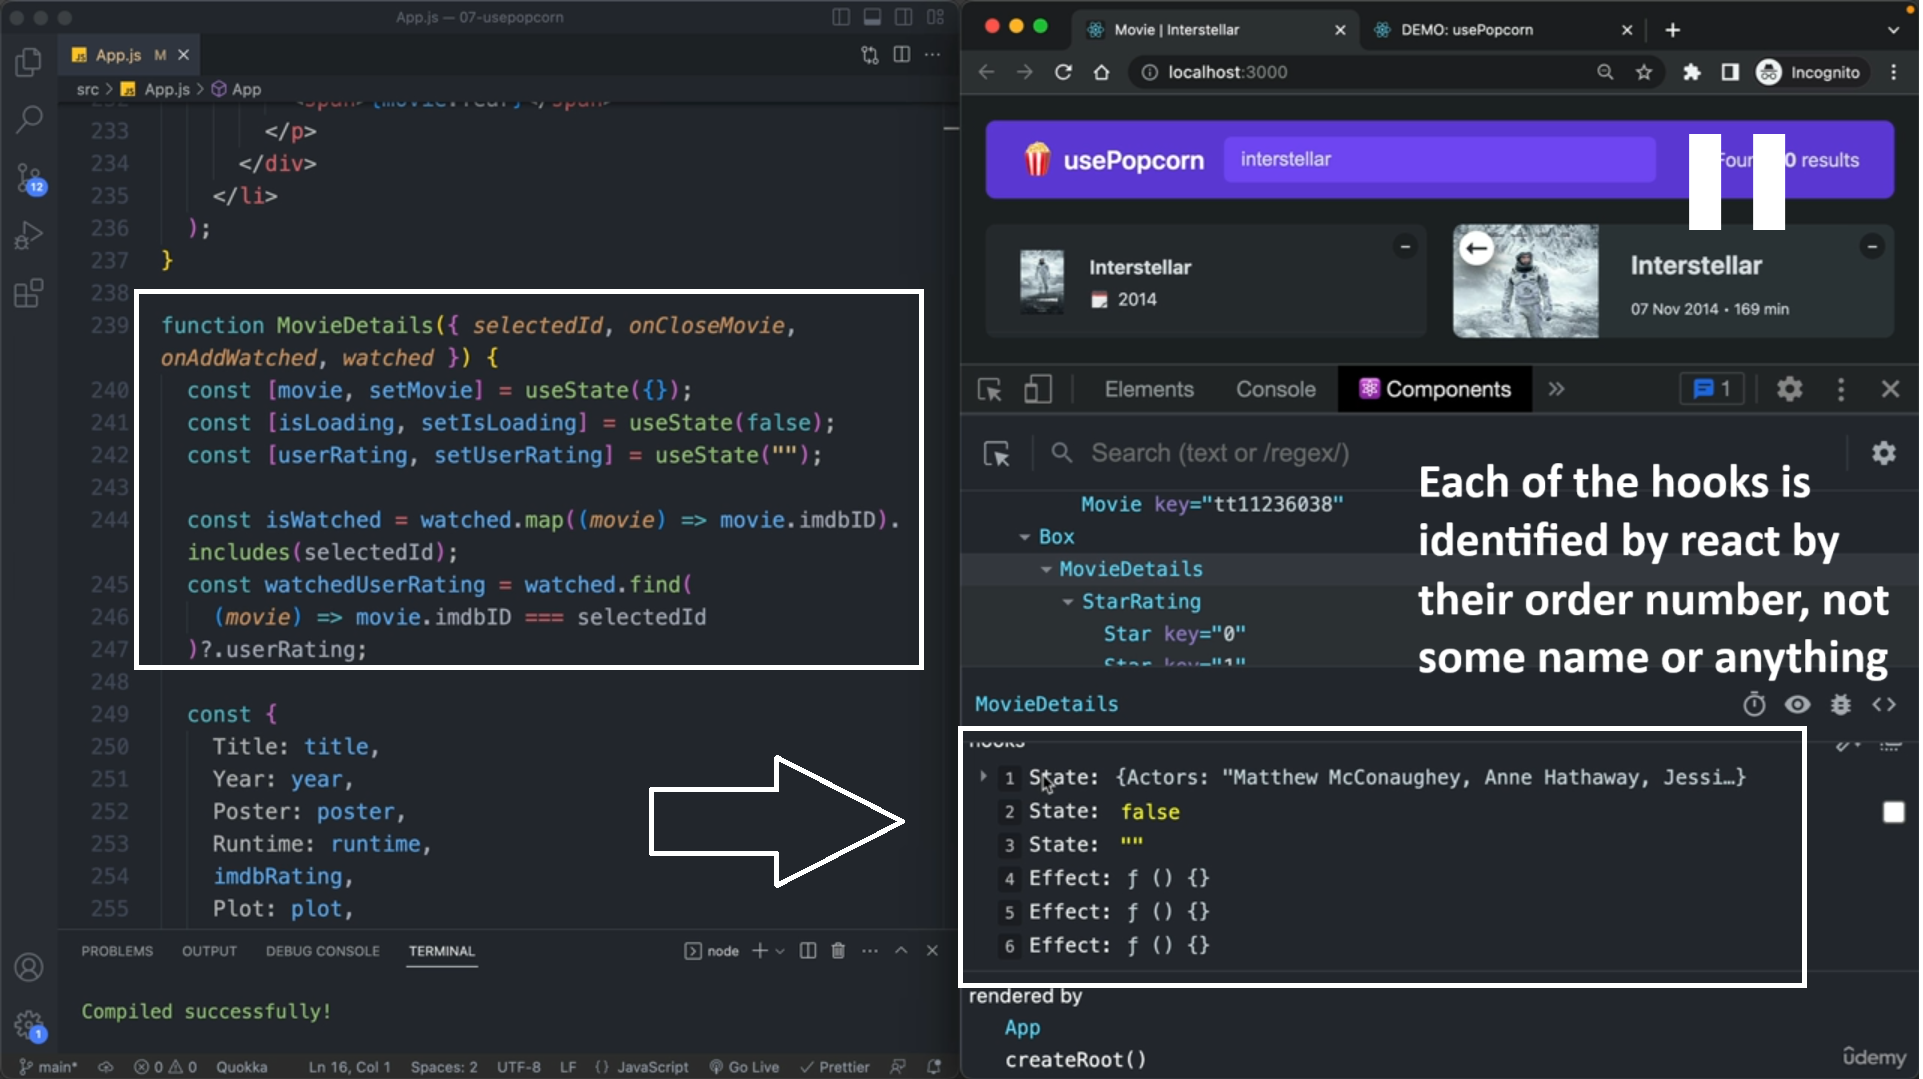 App.js — 07-usepopcorn
App.js M
src > App.js > App
232 <span>{movie.Year}</span>
233 </p>
234 </div>
235 </li>
236 );
237 }
238
239 function MovieDetails({ selectedId, onCloseMovie,
onAddWatched, watched }) {
240 const [movie, setMovie] = useState({});
241 const [isLoading, setIsLoading] = useState(false);
242 const [userRating, setUserRating] = useState("");
243
244 const isWatched = watched.map((movie) => movie.imdbID).
includes(selectedId);
245 const watchedUserRating = watched.find(
246 (movie) => movie.imdbID === selectedId
247 )?.userRating;
248
249 const {
250 Title: title,
251 Year: year,
252 Poster: poster,
253 Runtime: runtime,
254 imdbRating,
255 Plot: plot,
12
1
PROBLEMS OUTPUT DEBUG CONSOLE TERMINAL node
Compiled successfully!
main* 0 0 Quokka Ln 16, Col 1 Spaces: 2 UTF-8 LF {} JavaScript Go Live Prettier
Movie | Interstellar
DEMO: usePopcorn
localhost:3000
Incognito
usePopcorn
interstellar
results
Interstellar
2014
Interstellar
07 Nov 2014 • 169 min
Elements Console Components 1
Search (text or /regex/)
Movie key="tt11236038"
Box
MovieDetails
StarRating
Star key="0"
Star key="1"
Each of the hooks is
identified by react by
their order number, not
some name or anything
MovieDetails
hooks
1 State: {Actors: "Matthew McConaughey, Anne Hathaway, Jessi…}
2 State: false
3 State: ""
4 Effect: ƒ () {}
5 Effect: ƒ () {}
6 Effect: ƒ () {}
rendered by
App
createRoot()
ûdemy